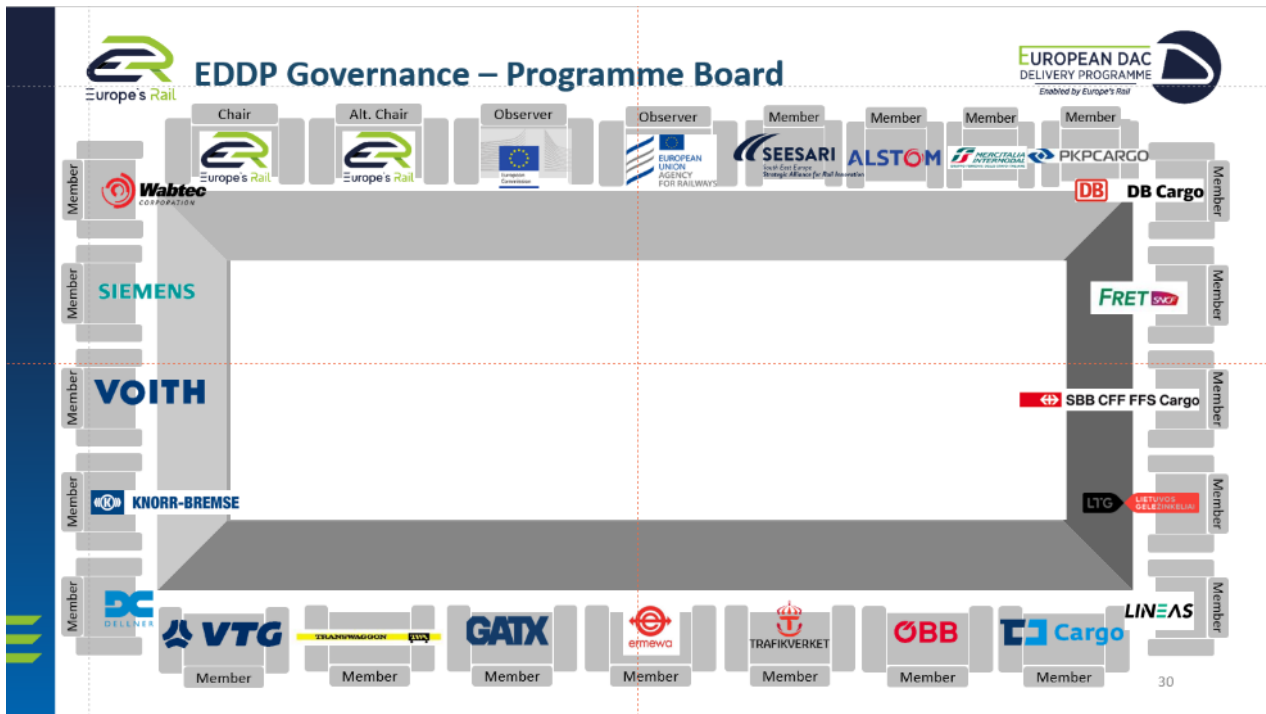 Europe's Rail
EDDP Governance – Programme Board
EUROPEAN DAC
DELIVERY PROGRAMME
Enabled by Europe's Rail
Chair
Europe's Rail
Alt. Chair
Europe's Rail
Observer
European
Commission
Observer
EUROPEAN
UNION
AGENCY
FOR RAILWAYS
Member
SEESARI
South-East Europe
Strategic Alliance for Rail Innovation
Member
ALSTOM
Member
MERCITALIA
INTERMODAL
Member
PKPCARGO
Member
DB
DB Cargo
Member
FRET SNCF
Member
SBB CFF FFS Cargo
Member
LTG
LIETUVOS
GELEŽINKELIAI
Member
LINEAS
Member
Wabtec
CORPORATION
Member
SIEMENS
Member
VOITH
Member
KNORR-BREMSE
Member
DC
DELLNER
VTG
Member
TRANSWAGGON
Member
GATX
Member
ermewa
Member
TRAFIKVERKET
Member
ÖBB
Member
Cargo
Member
30